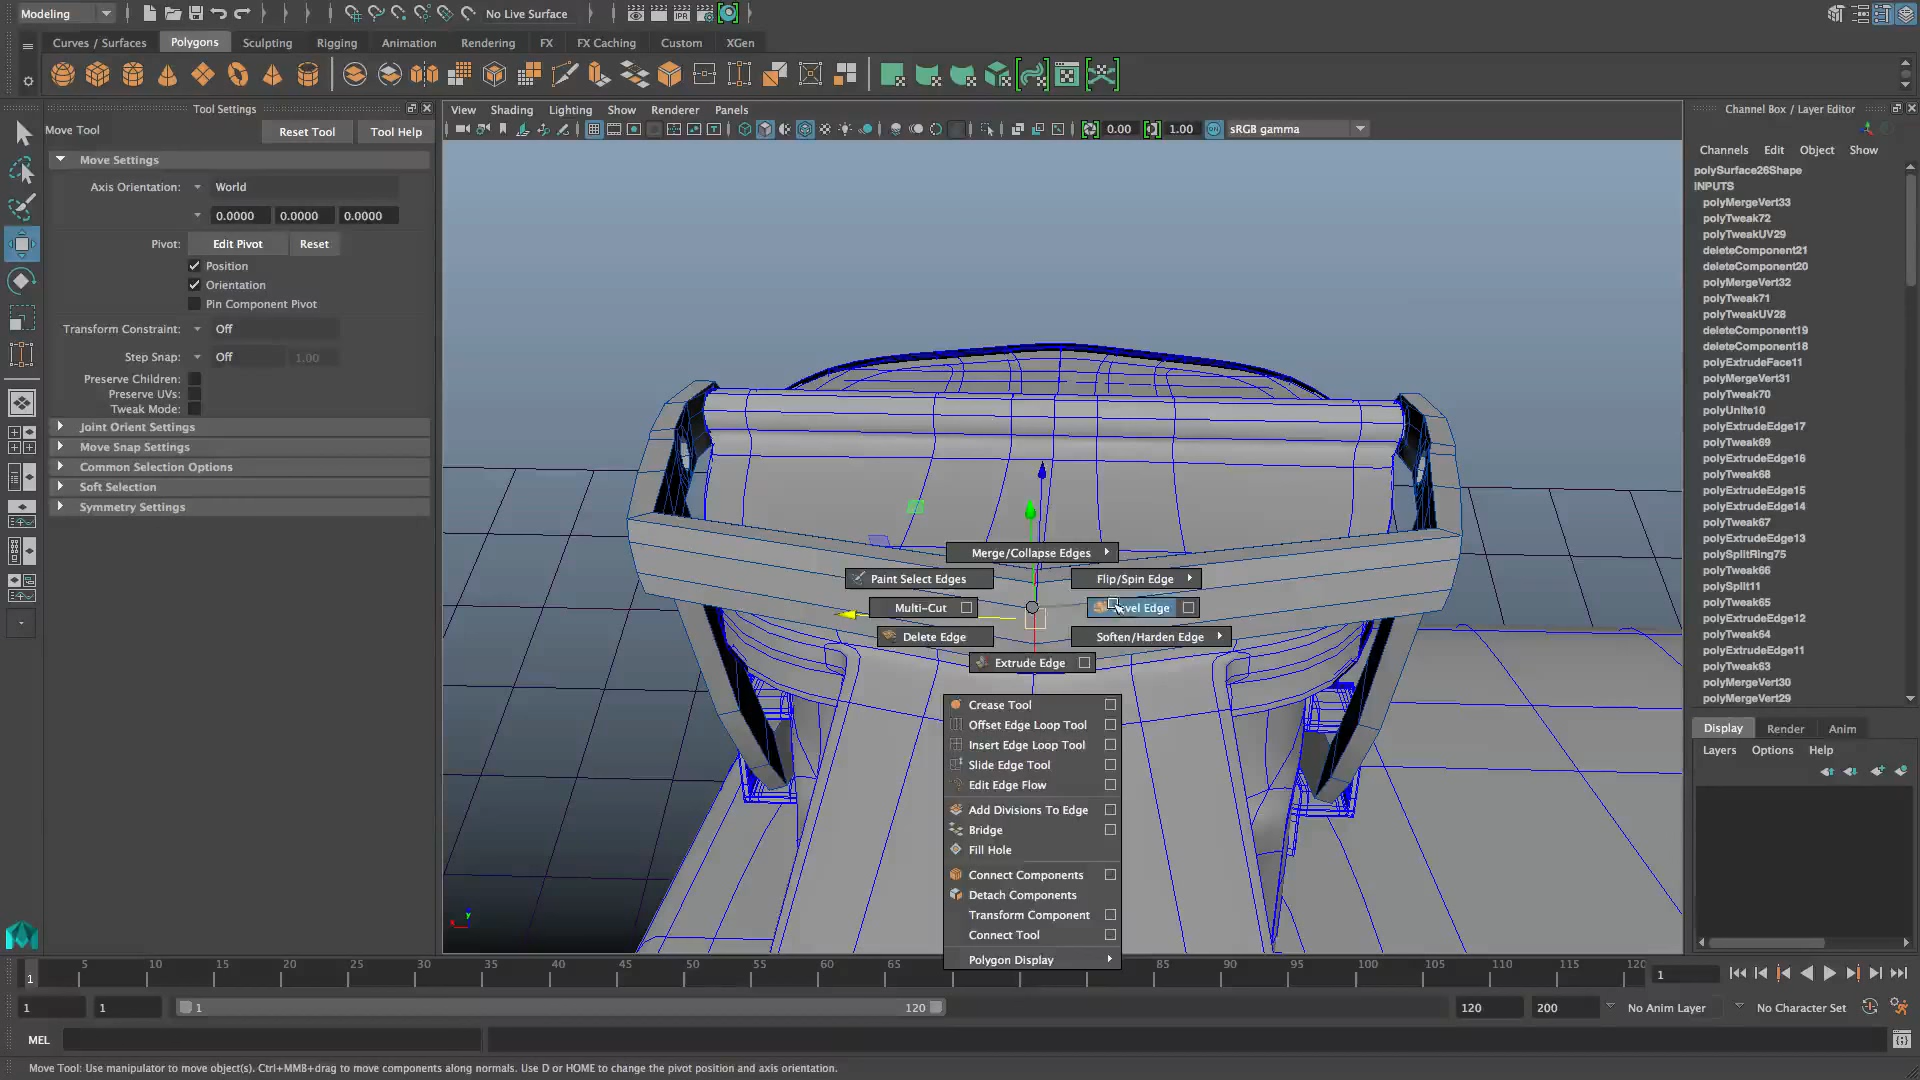 Modeling
No Live Surface
Curves / Surfaces
Polygons
Sculpting
Rigging
Animation
Rendering
FX
FX Caching
Custom
XGen
Tool Settings
Move Tool
Reset Tool
Tool Help
Move Settings
Axis Orientation:
World
0.0000
0.0000
0.0000
Pivot:
Edit Pivot
Reset
Position
Orientation
Pin Component Pivot
Transform Constraint:
Off
Step Snap:
Off
1.00
Preserve Children:
Preserve UVs:
Tweak Mode:
Joint Orient Settings
Move Snap Settings
Common Selection Options
Soft Selection
Symmetry Settings
View
Shading
Lighting
Show
Renderer
Panels
IPR
0.00
1.00
sRGB gamma
Merge/Collapse Edges
Paint Select Edges
Flip/Spin Edge
Multi-Cut
vel Edge
Delete Edge
Soften/Harden Edge
Extrude Edge
Crease Tool
Offset Edge Loop Tool
Insert Edge Loop Tool
Slide Edge Tool
Edit Edge Flow
Add Divisions To Edge
Bridge
Fill Hole
Connect Components
Detach Components
Transform Component
Connect Tool
Polygon Display
Channel Box / Layer Editor
Channels
Edit
Object
Show
polySurface26Shape
INPUTS
polyMergeVert33
polyTweak72
polyTweakUV29
deleteComponent21
deleteComponent20
polyMergeVert32
polyTweak71
polyTweakUV28
deleteComponent19
deleteComponent18
polyExtrudeFace11
polyMergeVert31
polyTweak70
polyUnite10
polyExtrudeEdge17
polyTweak69
polyExtrudeEdge16
polyTweak68
polyExtrudeEdge15
polyExtrudeEdge14
polyTweak67
polyExtrudeEdge13
polySplitRing75
polyTweak66
polySplit11
polyTweak65
polyExtrudeEdge12
polyTweak64
polyExtrudeEdge11
polyTweak63
polyMergeVert30
polyMergeVert29
Display
Render
Anim
Layers
Options
Help
y
1
5
10
15
20
25
30
35
40
45
50
55
60
65
85
90
95
100
105
110
115
120
1
1
1
1
120
120
200
No Anim Layer
No Character Set
MEL
Move Tool: Use manipulator to move object(s). Ctrl+MMB+drag to move components along normals. Use D or HOME to change the pivot position and axis orientation.